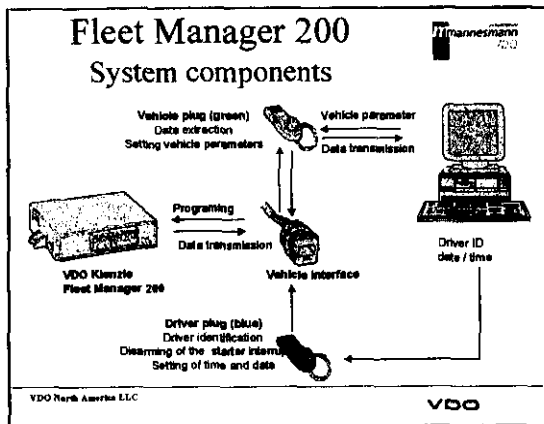 Fleet Manager 200
System components
mannesmann
VDO
Vehicle plug (green)
Data extraction
Setting vehicle parameters
Vehicle parameter
Data transmission
Programing
Data transmission
VDO Kienzle
Fleet Manager 200
Vehicle interface
Driver ID
date / time
Driver plug (blue)
Driver identification
Disarming of the starter interrup
Setting of time and date
VDO North America LLC
VDO